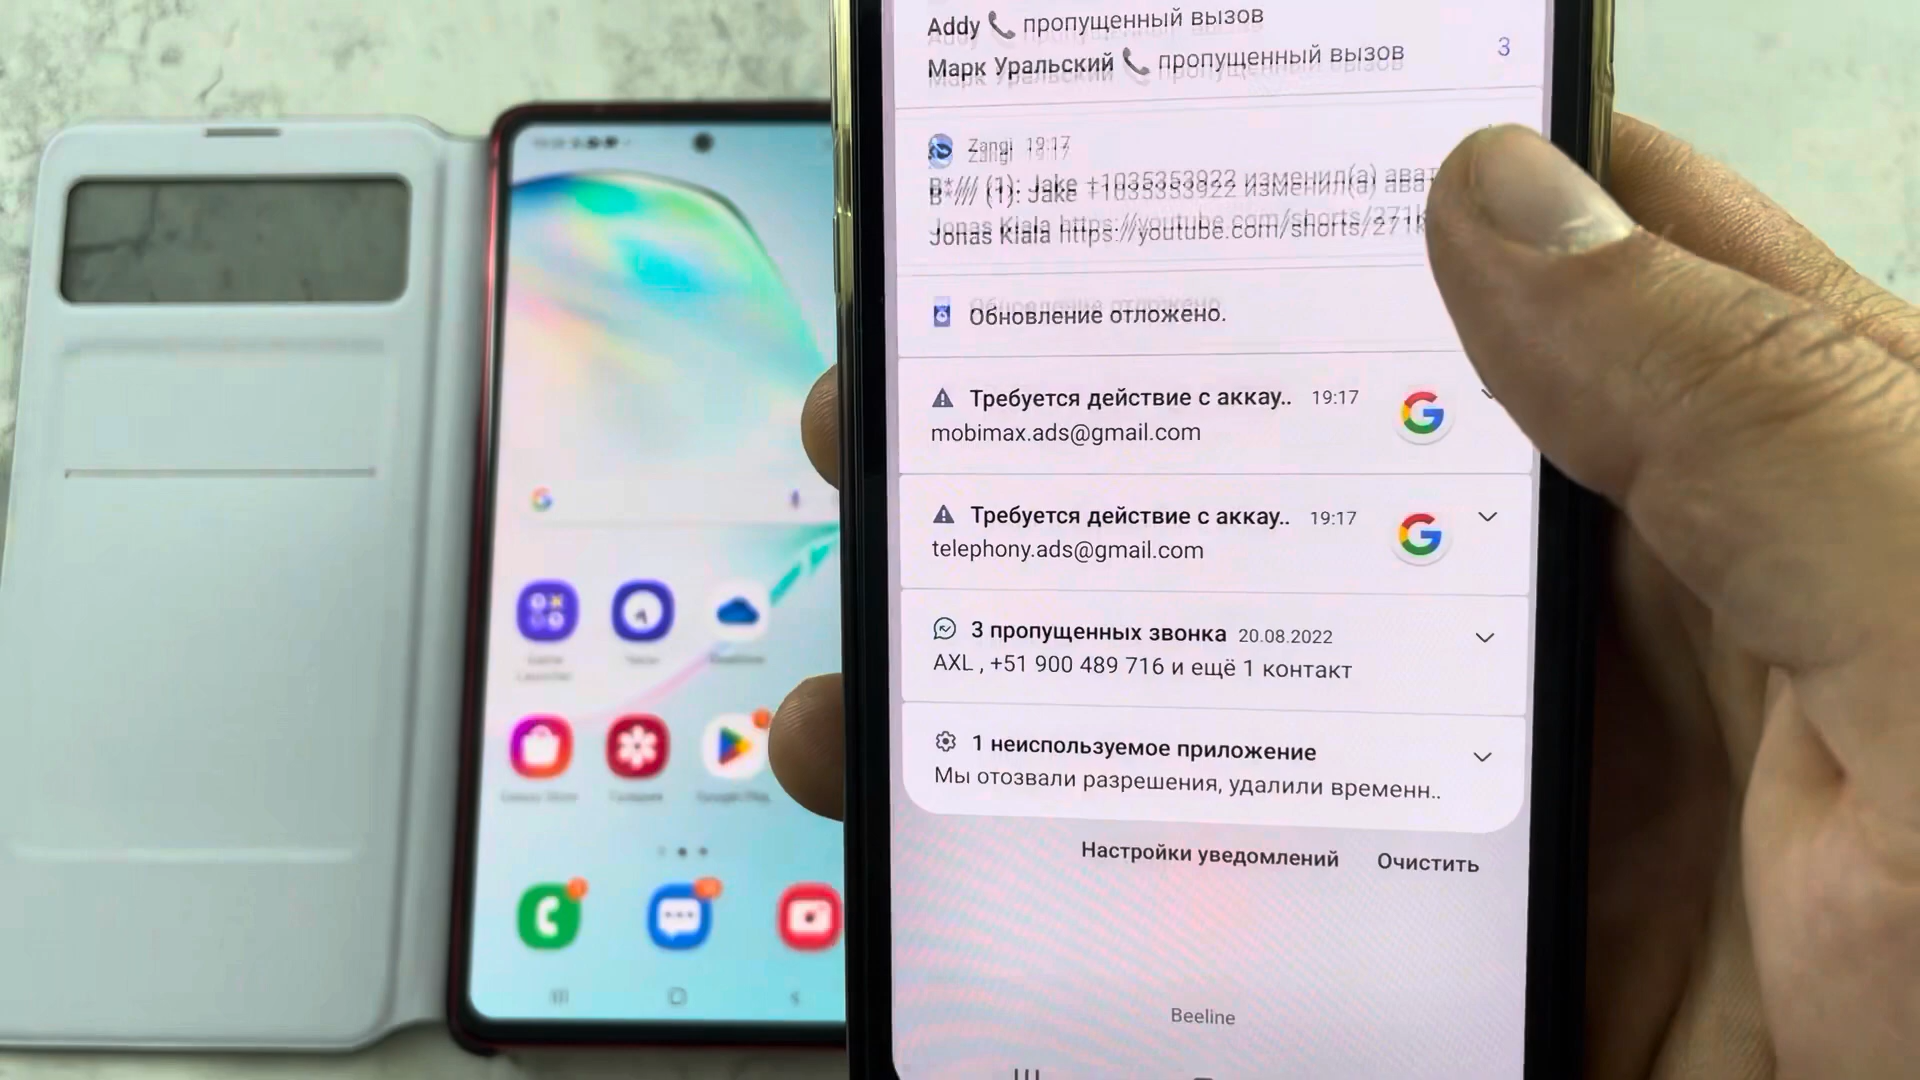 Addy пропущенный вызов
Марк Уральский пропущенный вызов
3
Zangi 19:17
B*/// (1): Jake +1035353922 изменил(а) ават
Jonas Kiala https://youtube.com/shorts/271k
Обновление отложено.
Требуется действие с аккау.. 19:17
mobimax.ads@gmail.com
Требуется действие с аккау.. 19:17
telephony.ads@gmail.com
3 пропущенных звонка 20.08.2022
AXL , +51 900 489 716 и ещё 1 контакт
1 неиспользуемое приложение
Мы отозвали разрешения, удалили временн..
Настройки уведомлений Очистить
Beeline